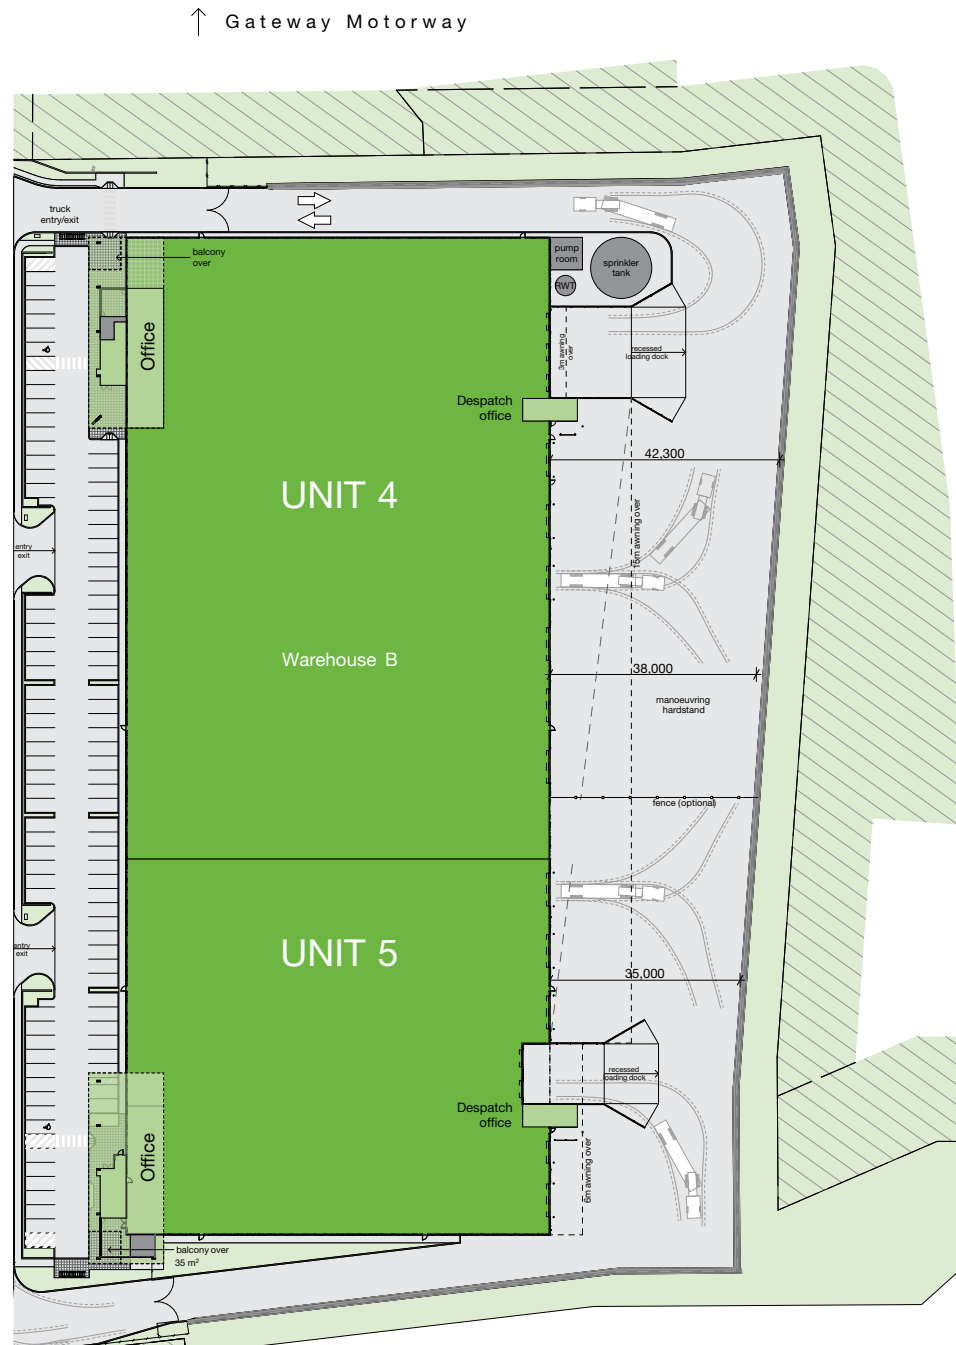 Gateway Motorway
truck
entry/exit
balcony
over
pump
room
sprinkler
tank
RWT
Office
3m awning
over
recessed
loading dock
Despatch
office
42,300
UNIT 4
15m awning over
entry
exit
Warehouse B
38,000
manoeuvring
hardstand
fence (optional)
UNIT 5
entry
exit
35,000
recessed
loading dock
Despatch
office
Office
6m awning over
balcony over
35 m²